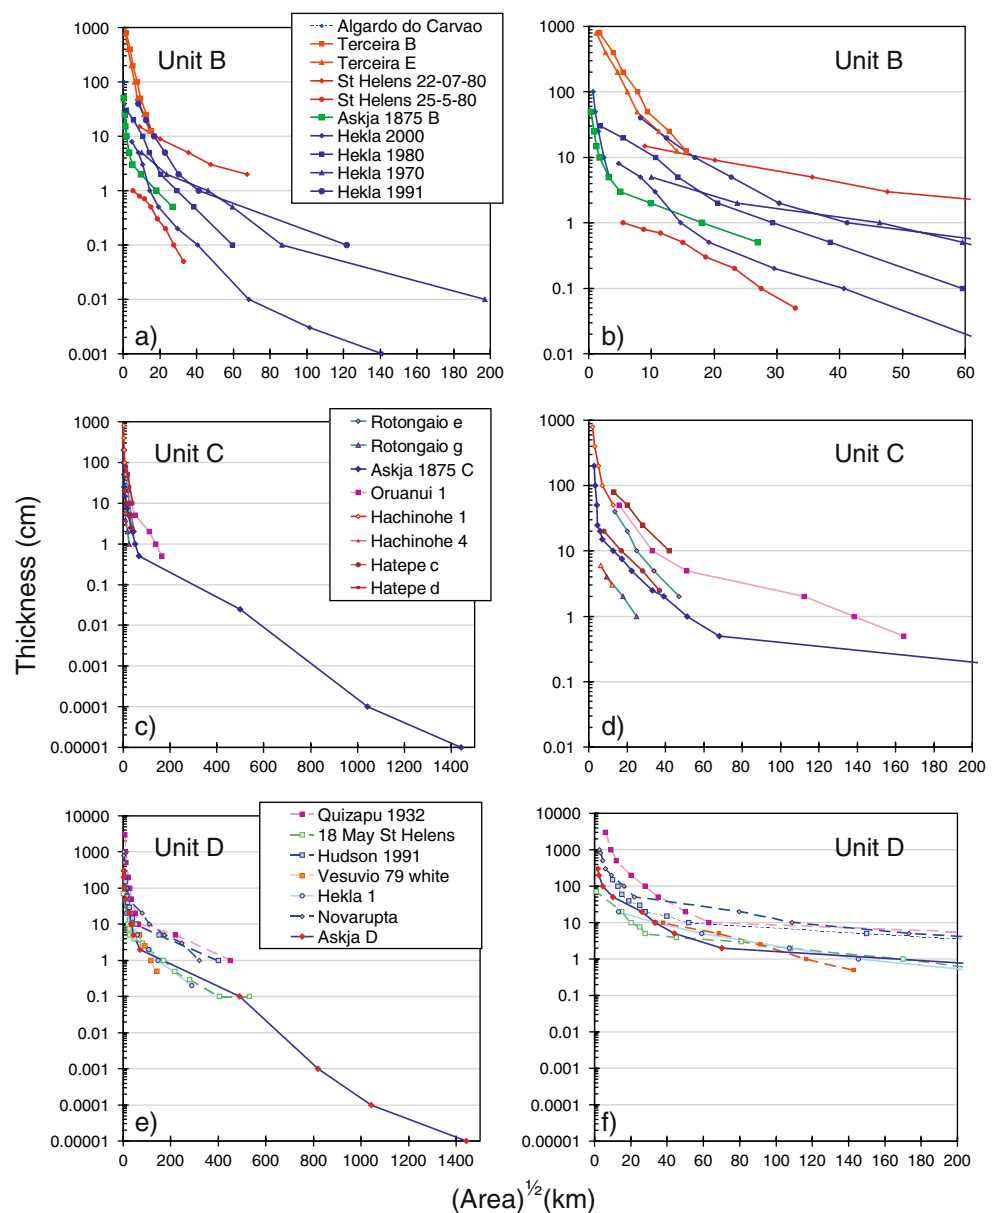 Unit B
Algardo do Carvao
Terceira B
Terceira E
St Helens 22-07-80
St Helens 25-5-80
Askja 1875 B
Hekla 2000
Hekla 1980
Hekla 1970
Hekla 1991
1000
100
10
1
0.1
0.01
0.001
a)
0 20 40 60 80 100 120 140 160 180 200
Unit B
1000
100
10
1
0.1
0.01
b)
0 10 20 30 40 50 60
Thickness (cm)
Unit C
Rotongaio e
Rotongaio g
Askja 1875 C
Oruanui 1
Hachinohe 1
Hachinohe 4
Hatepe c
Hatepe d
1000
100
10
1
0.1
0.01
0.001
0.0001
0.00001
c)
0 200 400 600 800 1000 1200 1400
Unit C
1000
100
10
1
0.1
0.01
d)
0 20 40 60 80 100 120 140 160 180 200
Unit D
Quizapu 1932
18 May St Helens
Hudson 1991
Vesuvio 79 white
Hekla 1
Novarupta
Askja D
10000
1000
100
10
1
0.1
0.01
0.001
0.0001
0.00001
e)
0 200 400 600 800 1000 1200 1400
Unit D
10000
1000
100
10
1
0.1
0.01
0.001
0.0001
0.00001
f)
0 20 40 60 80 100 120 140 160 180 200
(Area)^½(km)